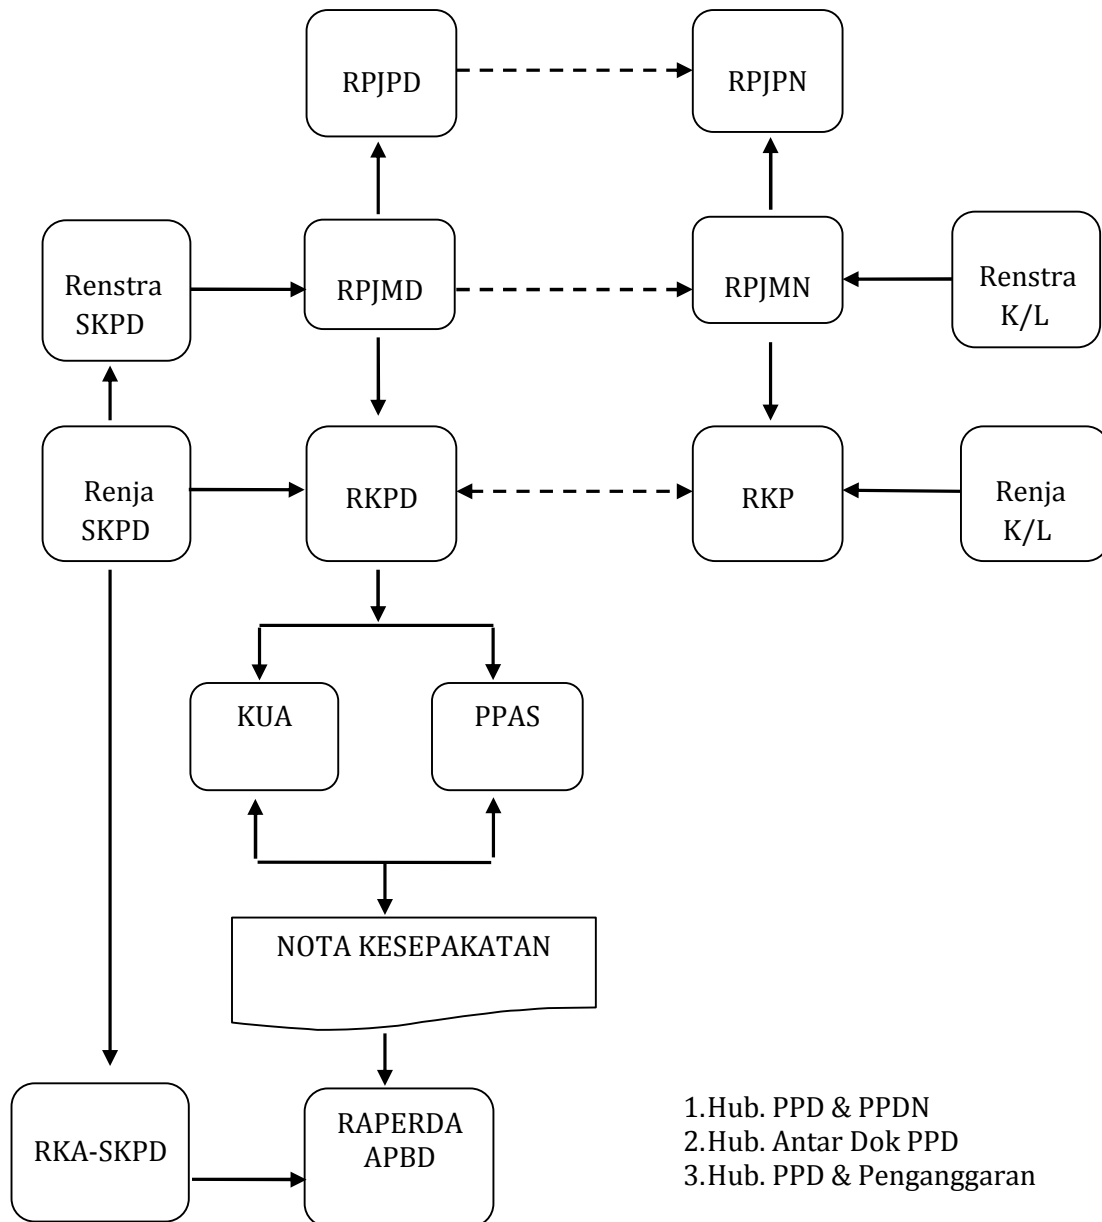 RPJPD
RPJPN
Renstra
SKPD
RPJMD
RPJMN
Renstra
K/L
Renja
SKPD
RKPD
RKP
Renja
K/L
KUA
PPAS
NOTA KESEPAKATAN
RKA-SKPD
RAPERDA
APBD
1.Hub. PPD & PPDN
2.Hub. Antar Dok PPD
3.Hub. PPD & Penganggaran